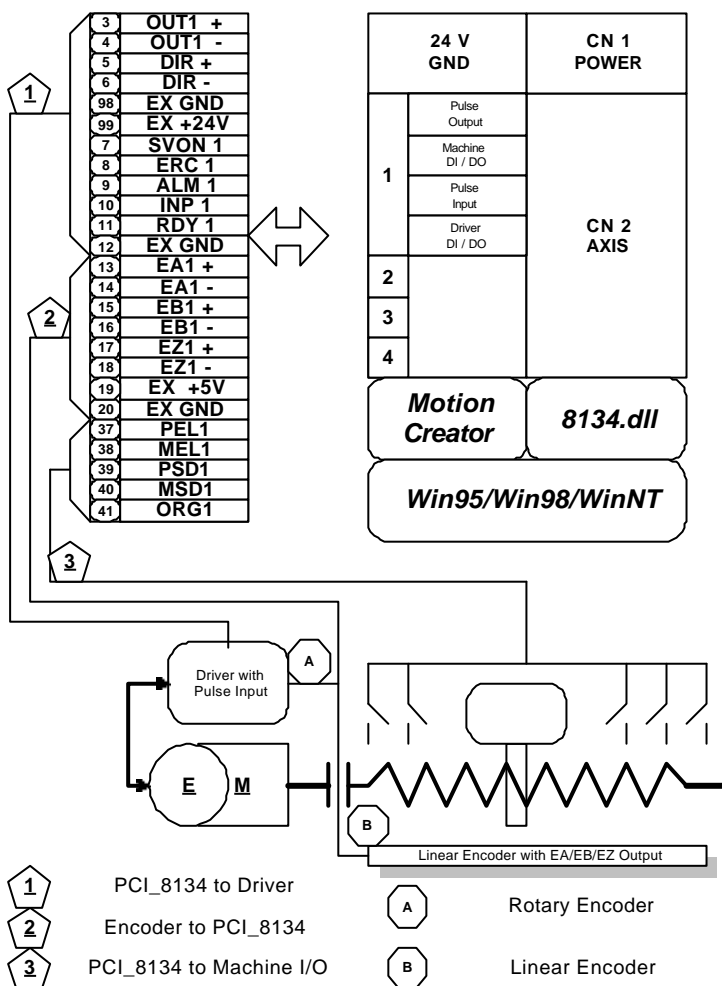 3 OUT1 +
4 OUT1 -
5 DIR +
6 DIR -
98 EX GND
99 EX +24V
7 SVON 1
8 ERC 1
9 ALM 1
10 INP 1
11 RDY 1
12 EX GND
13 EA1 +
14 EA1 -
15 EB1 +
16 EB1 -
17 EZ1 +
18 EZ1 -
19 EX +5V
20 EX GND
37 PEL1
38 MEL1
39 PSD1
40 MSD1
41 ORG1
1
2
3
24 V
GND
CN 1
POWER
1
Pulse
Output
Machine
DI / DO
Pulse
Input
Driver
DI / DO
CN 2
AXIS
2
3
4
Motion
Creator
8134.dll
Win95/Win98/WinNT
Driver with
Pulse Input
A
E M
B
Linear Encoder with EA/EB/EZ Output
1 PCI_8134 to Driver
2 Encoder to PCI_8134
3 PCI_8134 to Machine I/O
A Rotary Encoder
B Linear Encoder